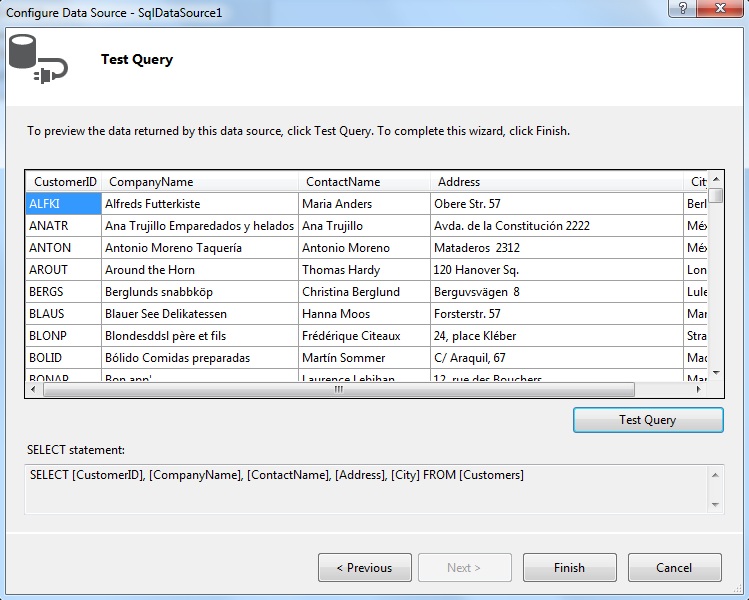 Configure Data Source - SqlDataSource1
?
Test Query
To preview the data returned by this data source, click Test Query. To complete this wizard, click Finish.
CustomerID CompanyName ContactName Address
ALFKI Alfreds Futterkiste Maria Anders Obere Str. 57 Berl
ANATR Ana Trujillo Emparedados y helados Ana Trujillo Avda. de la Constitución 2222 Méx
ANTON Antonio Moreno Taquería Antonio Moreno Mataderos 2312 Méx
AROUT Around the Horn Thomas Hardy 120 Hanover Sq. Lon
BERGS Berglunds snabbköp Christina Berglund Berguvsvägen 8 Lule
BLAUS Blauer See Delikatessen Hanna Moos Forsterstr. 57 Mar
BLONP Blondesddsl père et fils Frédérique Citeaux 24, place Kléber Stra
BOLID Bólido Comidas preparadas Martín Sommer C/ Araquil, 67 Mad
BONAP Bon app' Laurence Lebihan 12, rue des Bouchers Mar
Test Query
SELECT statement:
SELECT [CustomerID], [CompanyName], [ContactName], [Address], [City] FROM [Customers]
< Previous Next > Finish Cancel